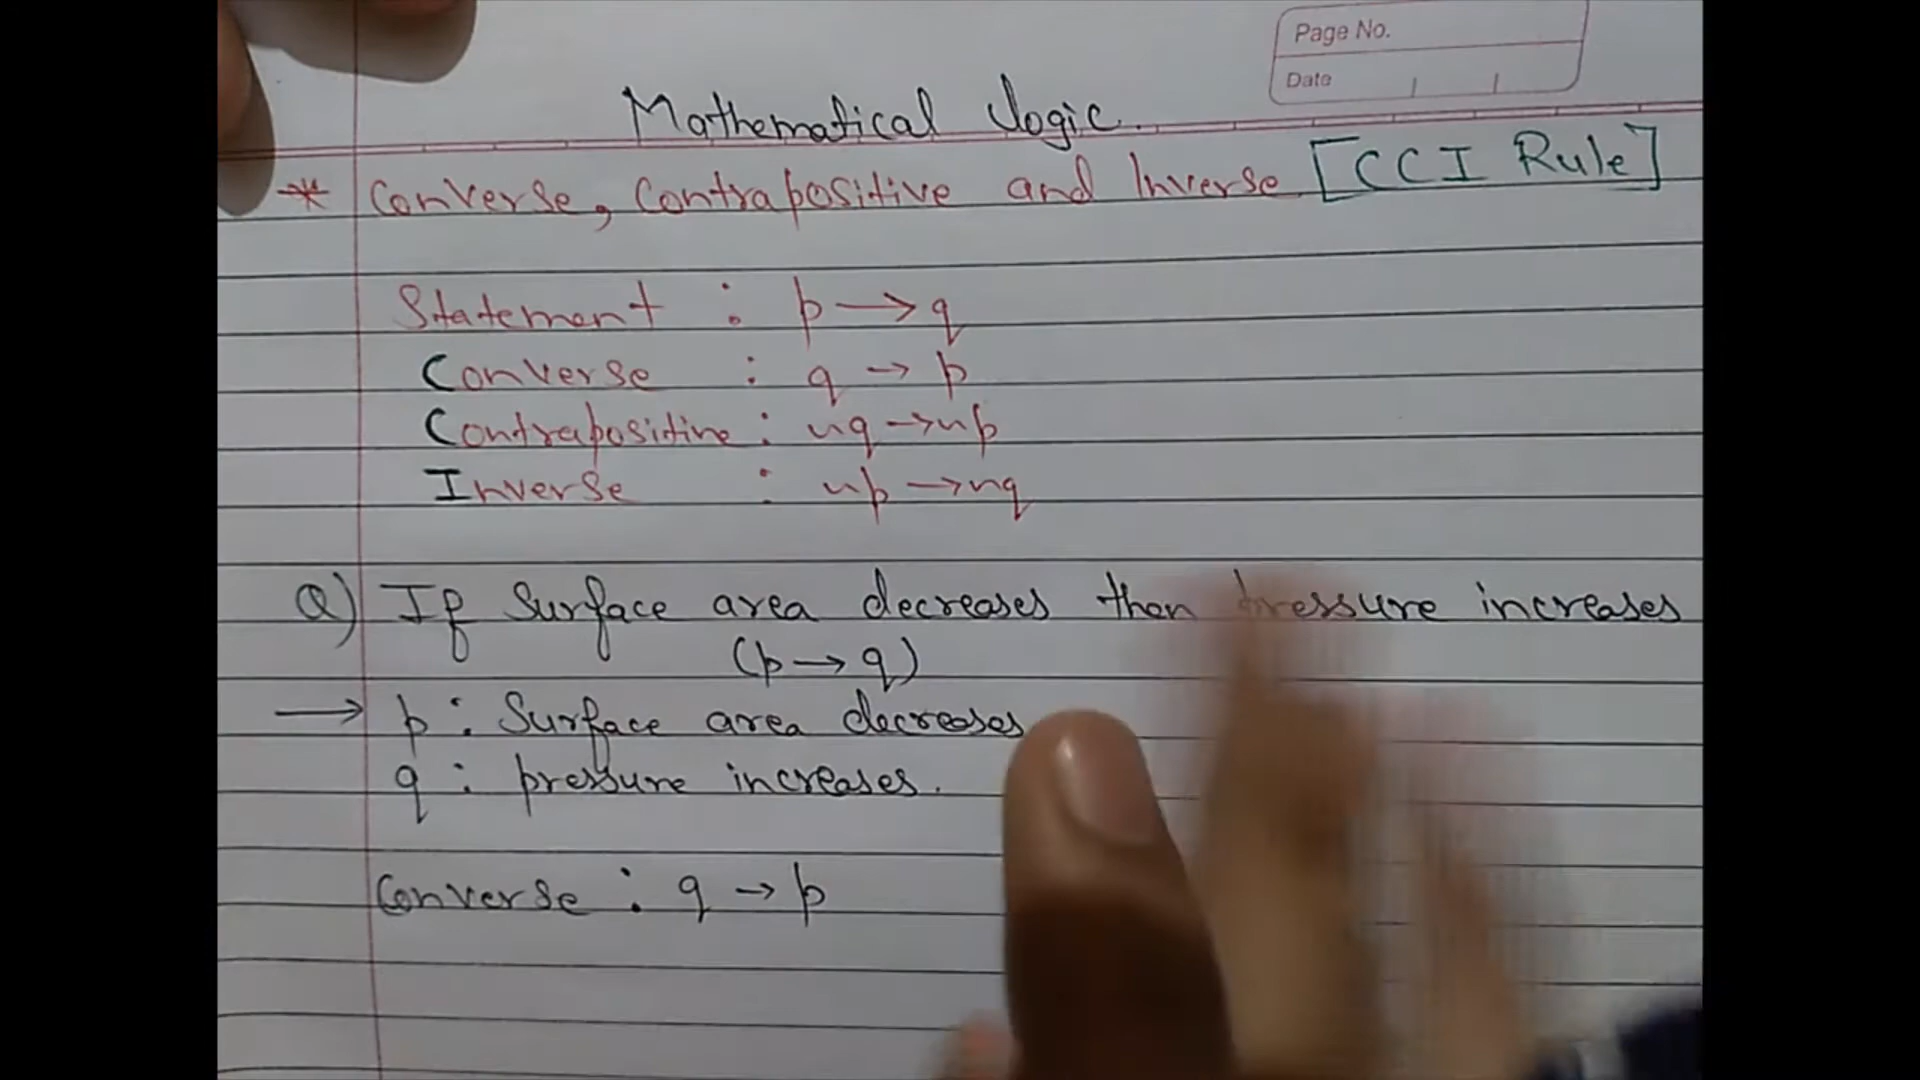 Page No.
Date
Mathematical Logic.
* Converse, Contrapositive and Inverse [CCI Rule]
Statement : p → q
Converse : q → p
Contrapositive : ~q → ~p
Inverse : ~p → ~q
Q) If Surface area decreases then pressure increases
(p → q)
→ p : Surface area decreases
q : pressure increases.
Converse : q → p